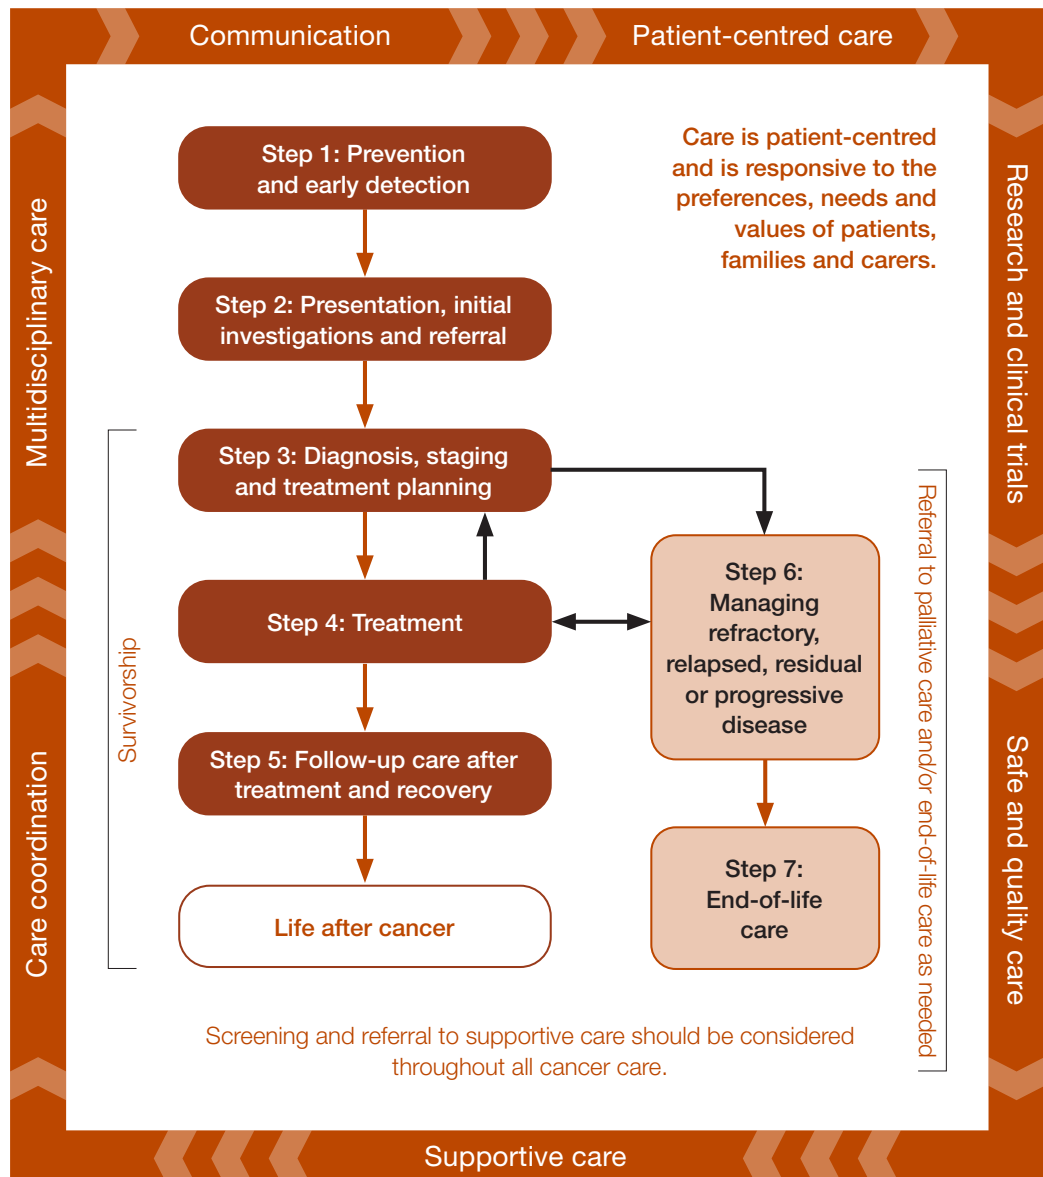 Communication
Patient-centred care
Multidisciplinary care
Care coordination
Research and clinical trials
Safe and quality care
Supportive care
Care is patient-centred
and is responsive to the
preferences, needs and
values of patients,
families and carers.
Step 1: Prevention
and early detection
Step 2: Presentation, initial
investigations and referral
Step 3: Diagnosis, staging
and treatment planning
Step 4: Treatment
Step 5: Follow-up care after
treatment and recovery
Life after cancer
Survivorship
Step 6:
Managing
refractory,
relapsed, residual
or progressive
disease
Step 7:
End-of-life
care
Referral to palliative care and/or end-of-life care as needed
Screening and referral to supportive care should be considered
throughout all cancer care.